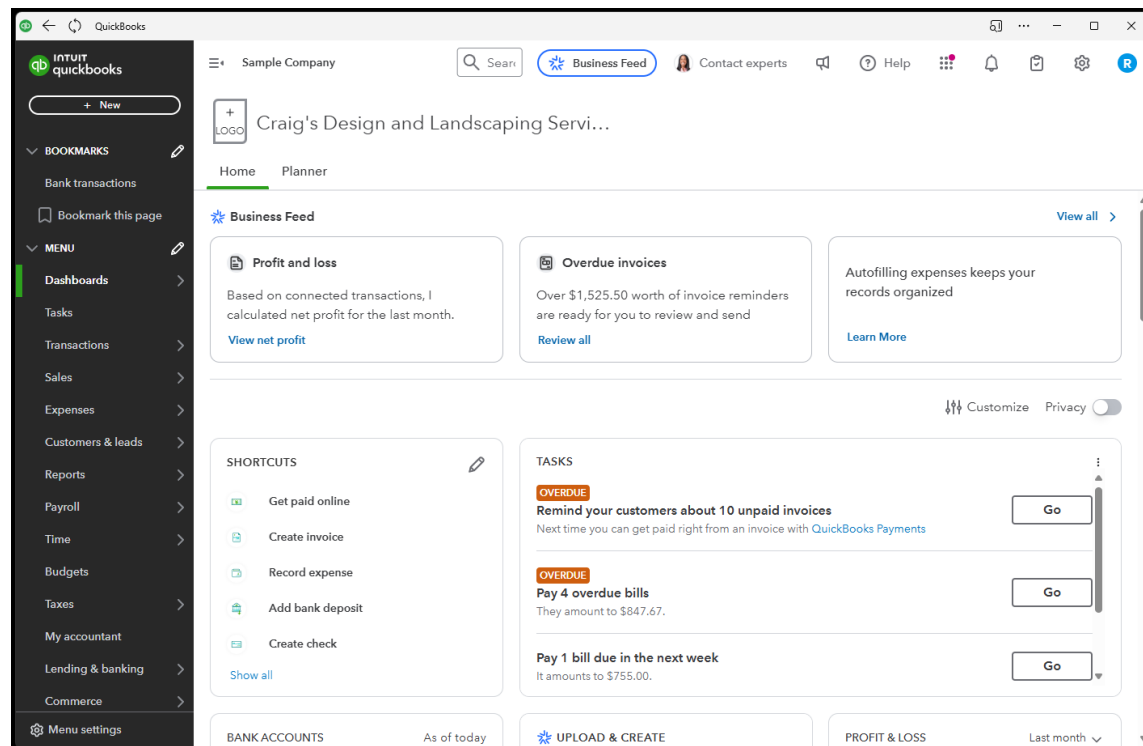 qb
QuickBooks
INTUIT
quickbooks
+ New
BOOKMARKS
Bank transactions
Bookmark this page
MENU
Dashboards
Tasks
Transactions
Sales
Expenses
Customers & leads
Reports
Payroll
Time
Budgets
Taxes
My accountant
Lending & banking
Commerce
Menu settings
Sample Company
Business Feed
Contact experts
Help
R
+
LOGO
Craig's Design and Landscaping Servi...
Home
Planner
Business Feed
View all
Profit and loss
Based on connected transactions, I
calculated net profit for the last month.
View net profit
Overdue invoices
Over $1,525.50 worth of invoice reminders
are ready for you to review and send
Review all
Autofilling expenses keeps your
records organized
Learn More
Customize
Privacy
SHORTCUTS
Get paid online
Create invoice
Record expense
Add bank deposit
Create check
Show all
TASKS
OVERDUE
Remind your customers about 10 unpaid invoices
Next time you can get paid right from an invoice with QuickBooks Payments
Go
OVERDUE
Pay 4 overdue bills
They amount to $847.67.
Go
Pay 1 bill due in the next week
It amounts to $755.00.
Go
BANK ACCOUNTS
As of today
UPLOAD & CREATE
PROFIT & LOSS
Last month